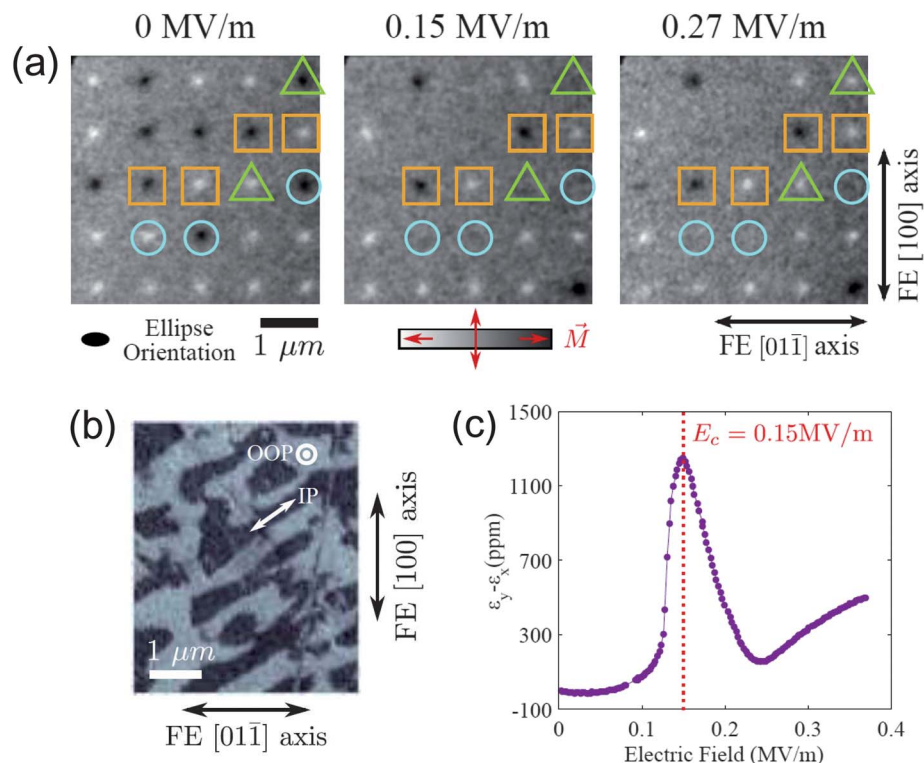 (a)
0 MV/m
0.15 MV/m
0.27 MV/m
FE [100] axis
Ellipse
Orientation
1 μm
M⃗
FE [011̄] axis
(b)
OOP
IP
1 μm
FE [100] axis
FE [011̄] axis
(c)
1500
1100
700
300
-100
εy-εx(ppm)
Ec = 0.15MV/m
0
0.1
0.2
0.3
0.4
Electric Field (MV/m)